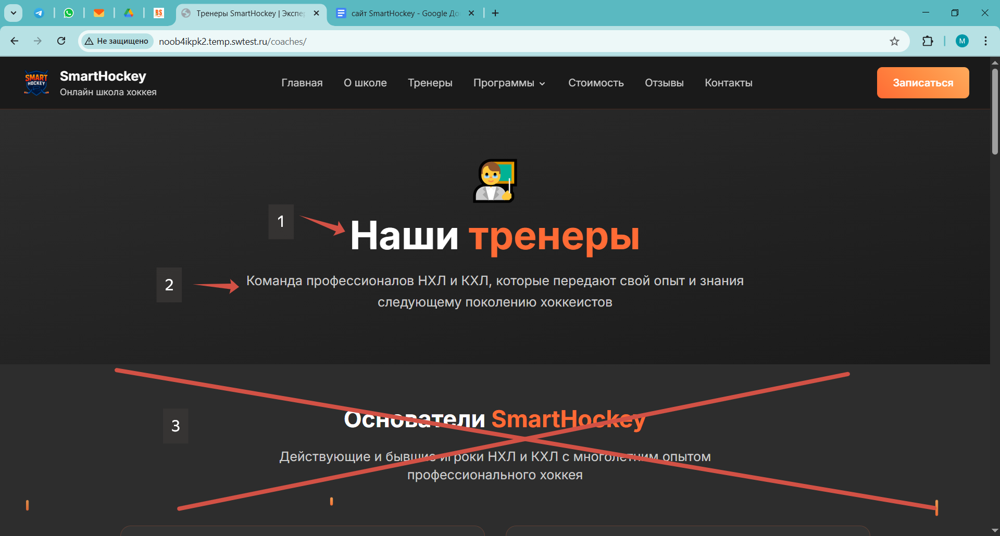 BS
Тренеры SmartHockey | Экспе
сайт SmartHockey - Google До
Не защищено
noob4ikpk2.temp.swtest.ru/coaches/
M
SMART
HOCKEY
SmartHockey
Онлайн школа хоккея
Главная
О школе
Тренеры
Программы
Стоимость
Отзывы
Контакты
Записаться
1
Наши тренеры
2
Команда профессионалов НХЛ и КХЛ, которые передают свой опыт и знания
следующему поколению хоккеистов
3
Основатели SmartHockey
Действующие и бывшие игроки НХЛ и КХЛ с многолетним опытом
профессионального хоккея